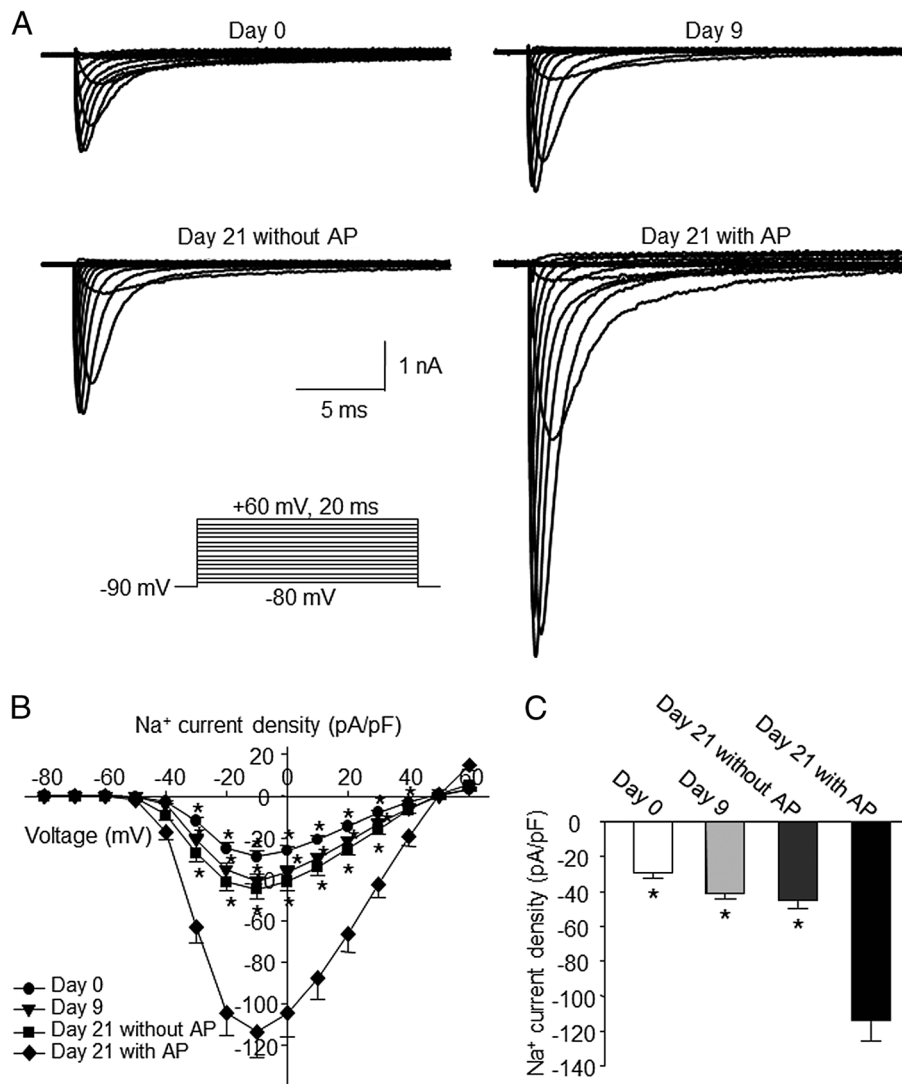 A
Day 0
Day 9
Day 21 without AP
Day 21 with AP
1 nA
5 ms
+60 mV, 20 ms
-90 mV
-80 mV
B
Na⁺ current density (pA/pF)
20
-80 -60 -40 -20 0 20 40 60
0
Voltage (mV)
-20
-40
-60
-80
-100
-120
* * * * * * * *
* * * * * * *
* * * * * * *
Day 0
Day 9
Day 21 without AP
Day 21 with AP
C
Day 0
Day 9
Day 21 without AP
Day 21 with AP
Na⁺ current density (pA/pF)
0
-20
-40
-60
-80
-100
-120
-140
* * *